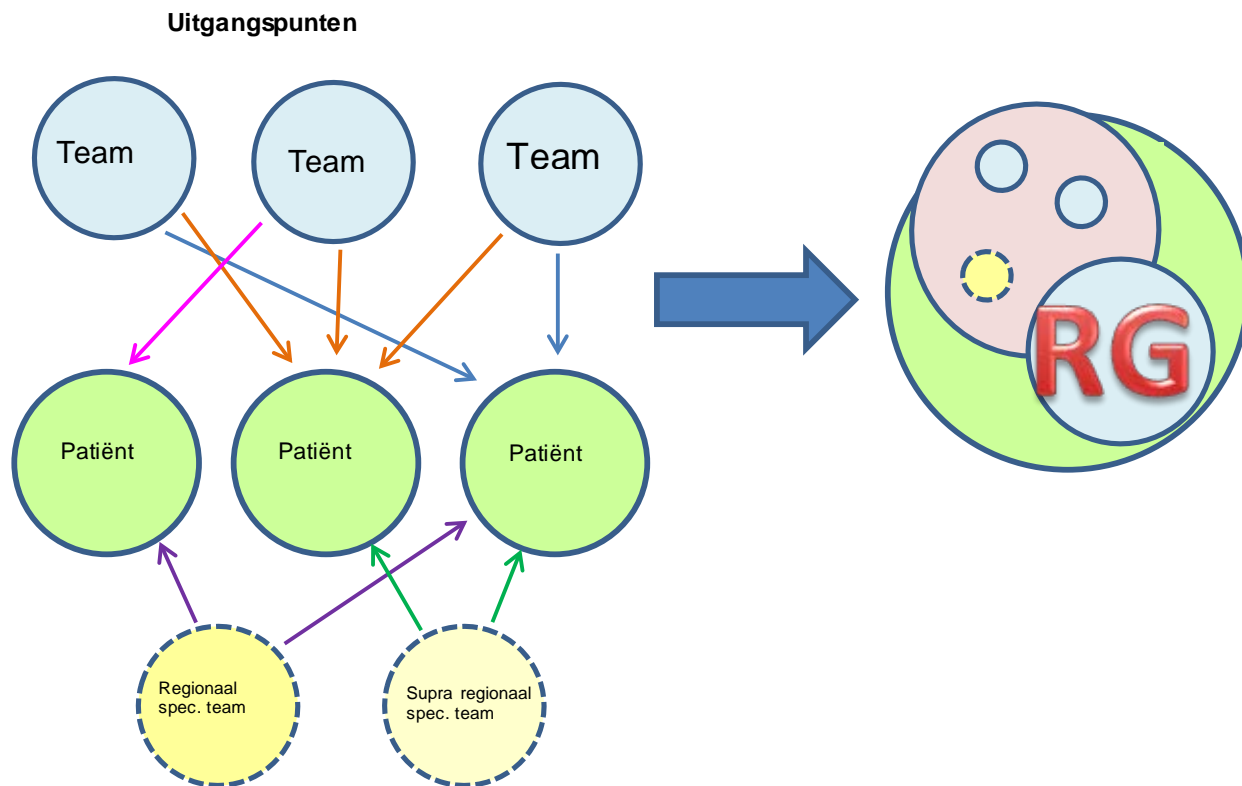 Uitgangspunten
Team
Team
Team
RG
Patiënt
Patiënt
Patiënt
Regionaal
spec. team
Supra regionaal
spec. team